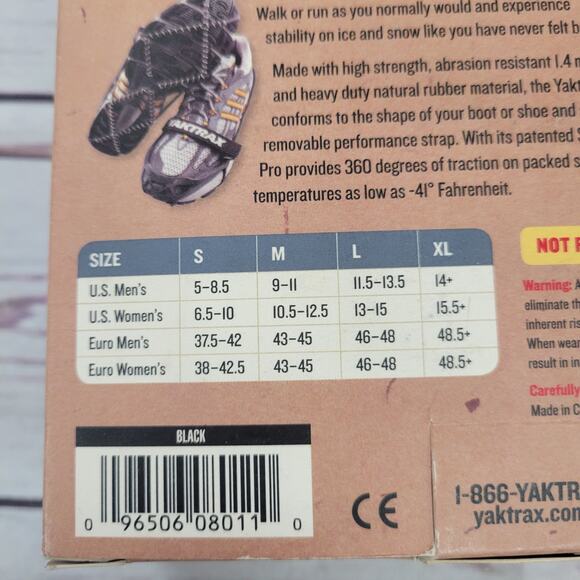 Walk or run as you normally would and experience
stability on ice and snow like you have never felt
Made with high strength, abrasion resistant 1.4
and heavy duty natural rubber material, the
conforms to the shape of your boot or shoe and
removable performance strap. With its patented
Pro provides 360 degrees of traction on packed
temperatures as low as -41° Fahrenheit.
YAKTRAX
SIZE S M L XL
U.S. Men's 5-8.5 9-11 11.5-13.5 14+
U.S. Women's 6.5-10 10.5-12.5 13-15 15.5+
Euro Men's 37.5-42 43-45 46-48 48.5+
Euro Women's 38-42.5 43-45 46-48 48.5+
NOT
Warning:
eliminate
inherent
When
result in
Carefully
Made in
BLACK
0 96506 08011 0
CE
1-866-YAKTR
yaktrax.com